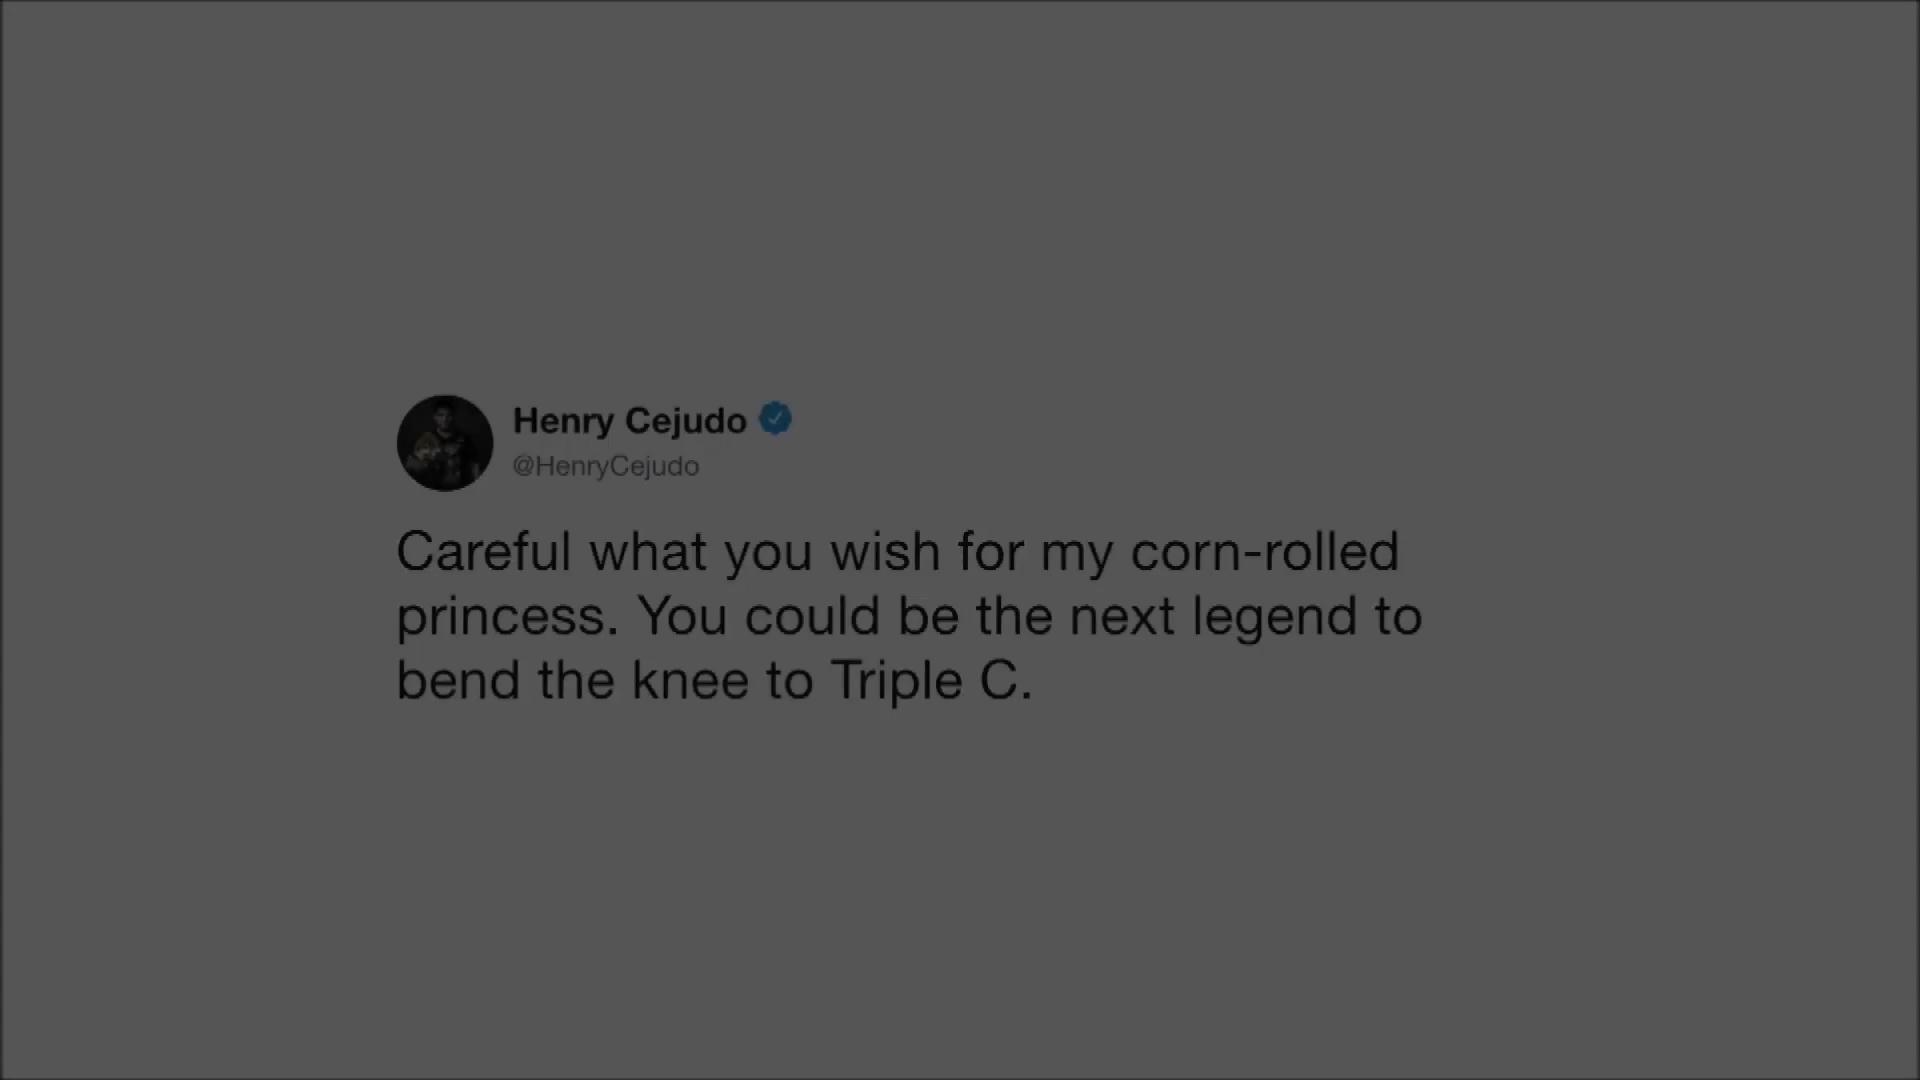 Henry Cejudo
@HenryCejudo
Careful what you wish for my corn-rolled
princess. You could be the next legend to
bend the knee to Triple C.